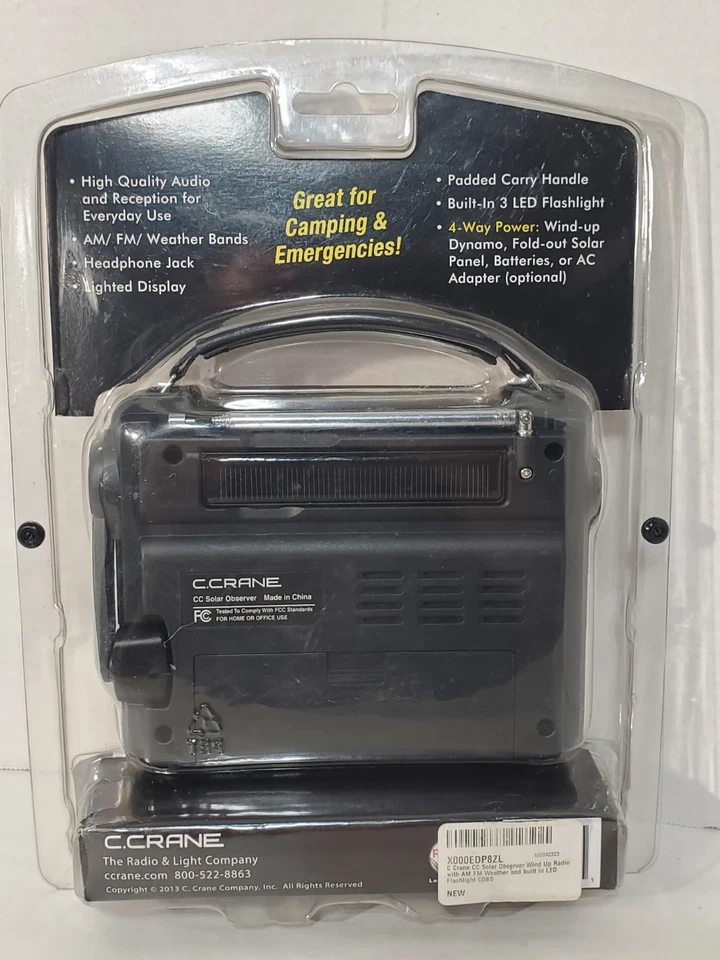 • High Quality Audio
and Reception for
Everyday Use
• AM/ FM/ Weather Bands
• Headphone Jack
• Lighted Display
Great for
Camping &
Emergencies!
• Padded Carry Handle
• Built-In 3 LED Flashlight
• 4-Way Power: Wind-up
Dynamo, Fold-out Solar
Panel, Batteries, or AC
Adapter (optional)
C.CRANE
CC Solar Observer Made in China
FC Tested To Comply With FCC Standards
FOR HOME OR OFFICE USE
C.CRANE
The Radio & Light Company
ccrane.com 800-522-8863
Copyright © 2013 C. Crane Company, Inc. All Rights Reserved
X000EDP8ZL
C Crane CC Solar Observer Wind Up Radio
with AM FM Weather and built in LED
Flashlight COBS
NEW
5